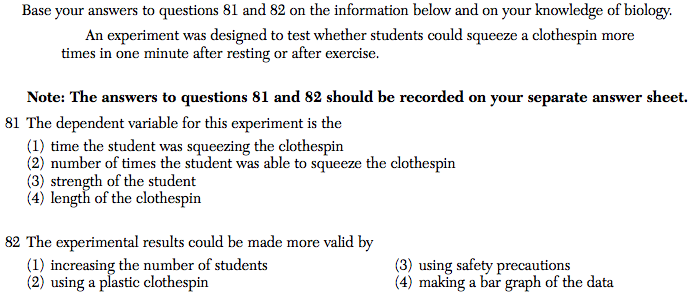 Base your answers to questions 81 and 82 on the information below and on your knowledge of biology.
An experiment was designed to test whether students could squeeze a clothespin more
times in one minute after resting or after exercise.
Note: The answers to questions 81 and 82 should be recorded on your separate answer sheet.
81 The dependent variable for this experiment is the
(1) time the student was squeezing the clothespin
(2) number of times the student was able to squeeze the clothespin
(3) strength of the student
(4) length of the clothespin
82 The experimental results could be made more valid by
(1) increasing the number of students
(2) using a plastic clothespin
(3) using safety precautions
(4) making a bar graph of the data